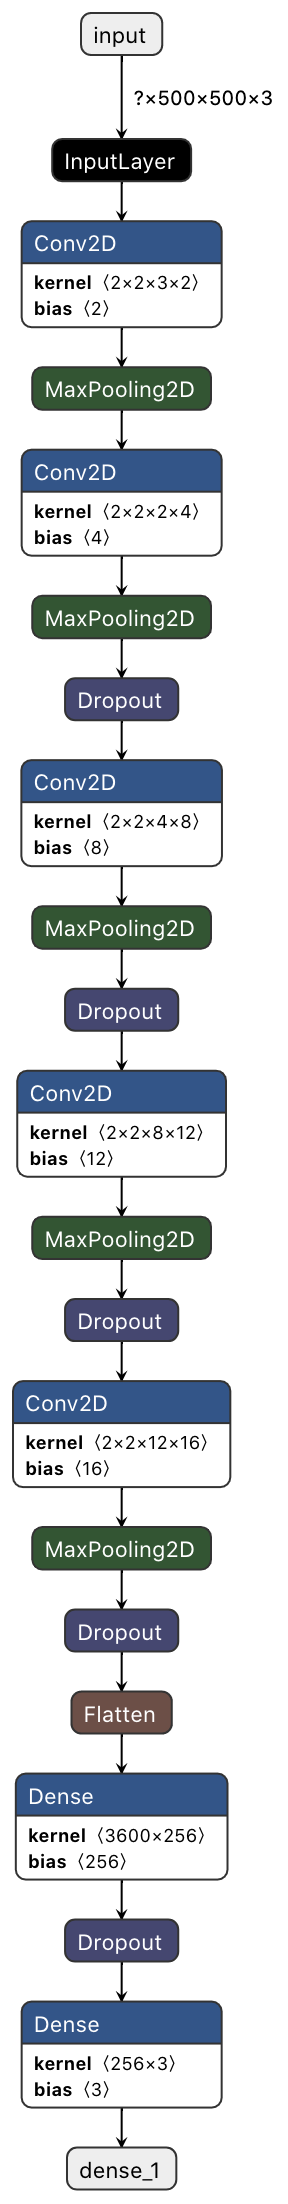 input
?×500×500×3
InputLayer
Conv2D
kernel ⟨2×2×3×2⟩
bias ⟨2⟩
MaxPooling2D
Conv2D
kernel ⟨2×2×2×4⟩
bias ⟨4⟩
MaxPooling2D
Dropout
Conv2D
kernel ⟨2×2×4×8⟩
bias ⟨8⟩
MaxPooling2D
Dropout
Conv2D
kernel ⟨2×2×8×12⟩
bias ⟨12⟩
MaxPooling2D
Dropout
Conv2D
kernel ⟨2×2×12×16⟩
bias ⟨16⟩
MaxPooling2D
Dropout
Flatten
Dense
kernel ⟨3600×256⟩
bias ⟨256⟩
Dropout
Dense
kernel ⟨256×3⟩
bias ⟨3⟩
dense_1